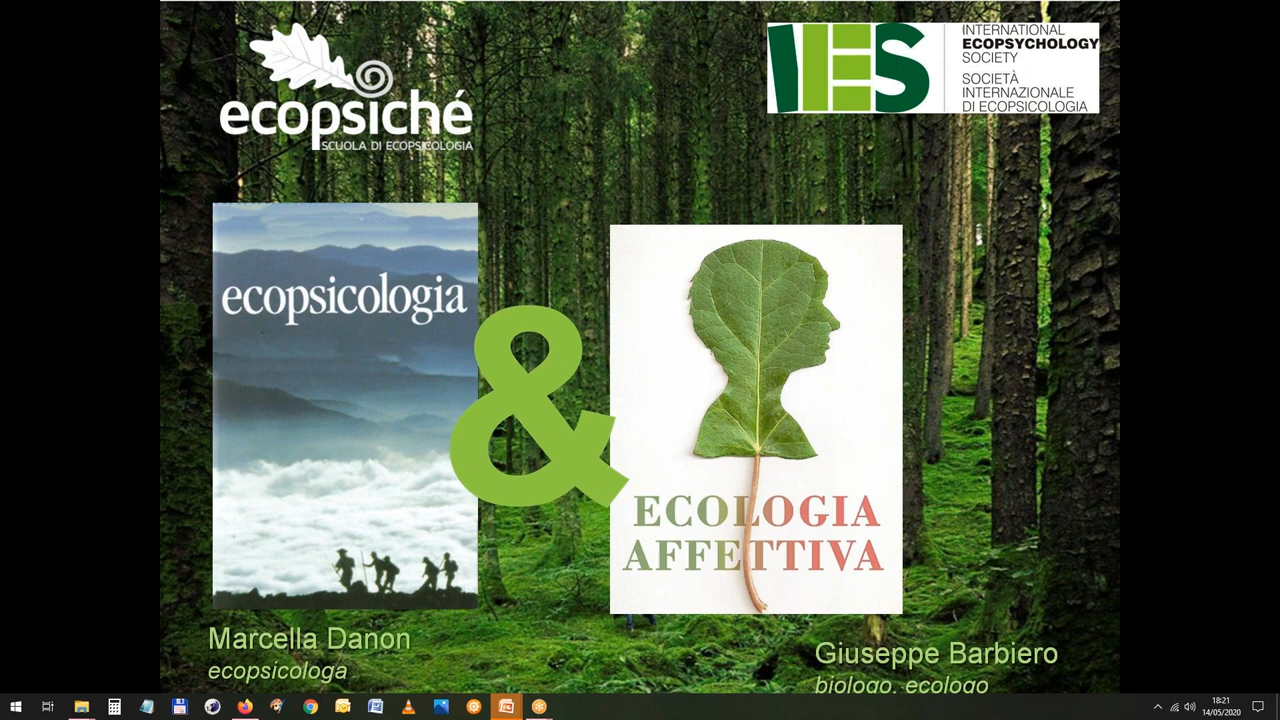 ecopsiché
SCUOLA DI ECOPSICOLOGIA
IES
INTERNATIONAL
ECOPSYCHOLOGY
SOCIETY
SOCIETÀ
INTERNAZIONALE
DI ECOPSICOLOGIA
ecopsicologia
&
ECOLOGIA
AFFETTIVA
Marcella Danon
ecopsicologa
Giuseppe Barbiero
biologo, ecologo
18:21
14/05/2020